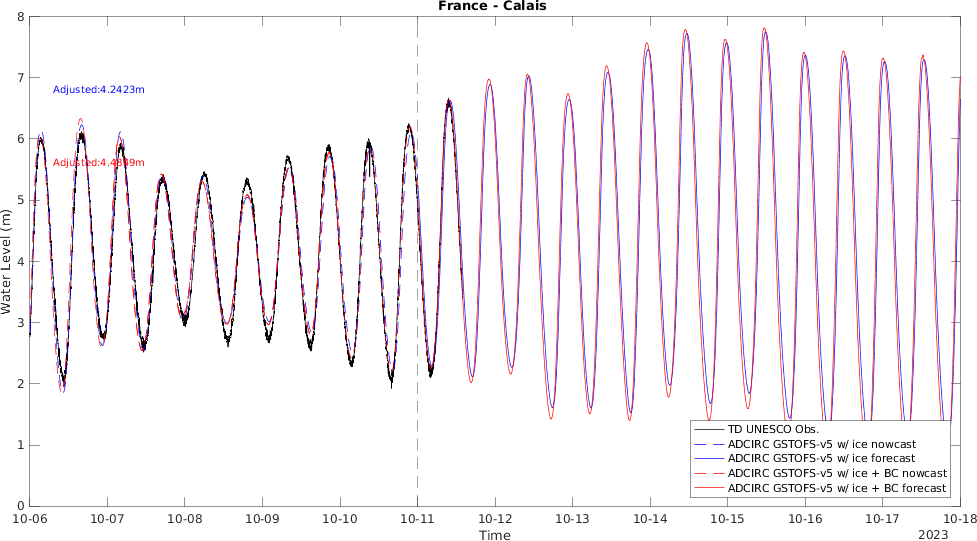 France - Calais
8
7
6
5
4
3
2
1
0
Water Level (m)
Adjusted:4.2423m
TD UNESCO Obs.
ADCIRC GSTOFS-v5 w/ ice nowcast
ADCIRC GSTOFS-v5 w/ ice forecast
ADCIRC GSTOFS-v5 w/ ice + BC nowcast
ADCIRC GSTOFS-v5 w/ ice + BC forecast
10-06 10-07 10-08 10-09 10-10 10-11 10-12 10-13 10-14 10-15 10-16 10-17 10-18
Time
2023